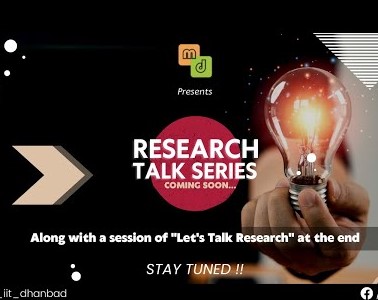 m
d
Presents
RESEARCH
TALK SERIES
COMING SOON...
Along with a session of "Let's Talk Research" at the end
STAY TUNED !!
_iit_dhanbad